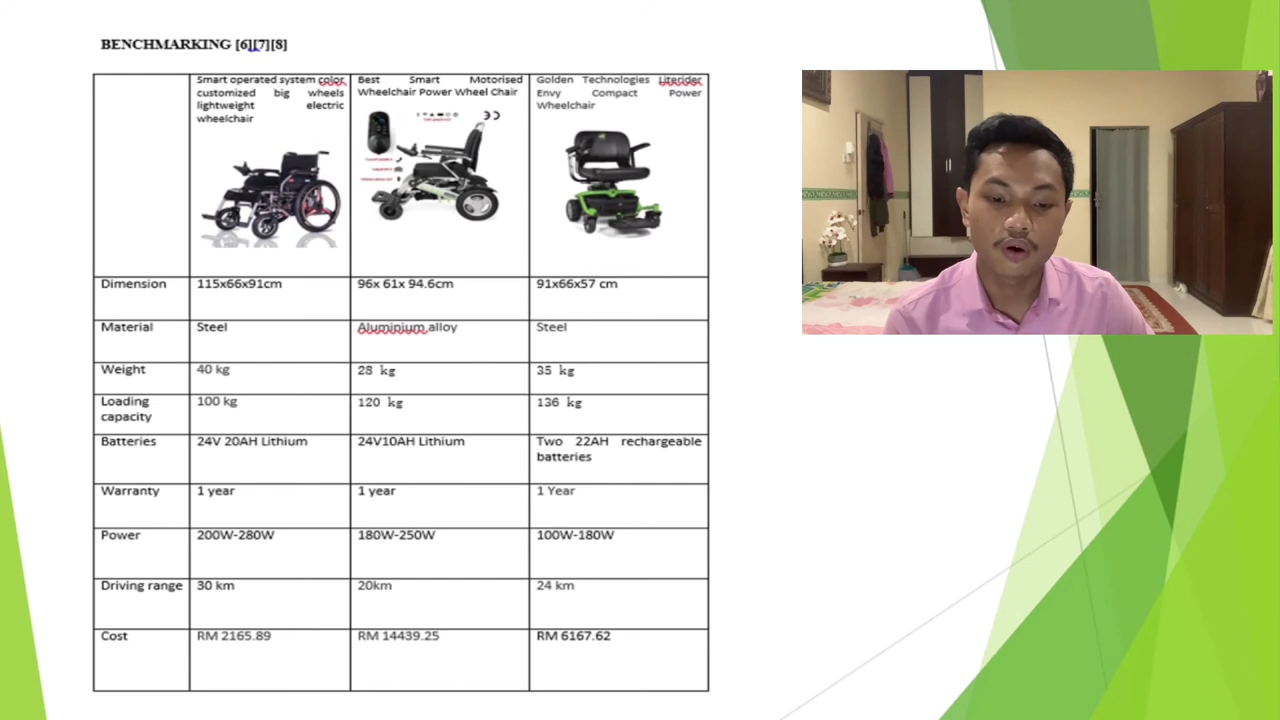 BENCHMARKING [6][7][8]
Smart operated system color
customized big wheels
lightweight electric
wheelchair
Best Smart Motorised
Wheelchair Power Wheel Chair
Golden Technologies Literider
Envy Compact Power
Wheelchair
Dimension 115x66x91cm 96x 61x 94.6cm 91x66x57 cm
Material Steel Aluminium alloy Steel
Weight 40 kg 28 kg 35 kg
Loading
capacity
100 kg 120 kg 136 kg
Batteries 24V 20AH Lithium 24V10AH Lithium
Two 22AH rechargeable
batteries
Warranty 1 year 1 year 1 Year
Power 200W-280W 180W-250W 100W-180W
Driving range 30 km 20km 24 km
Cost RM 2165.89 RM 14439.25 RM 6167.62